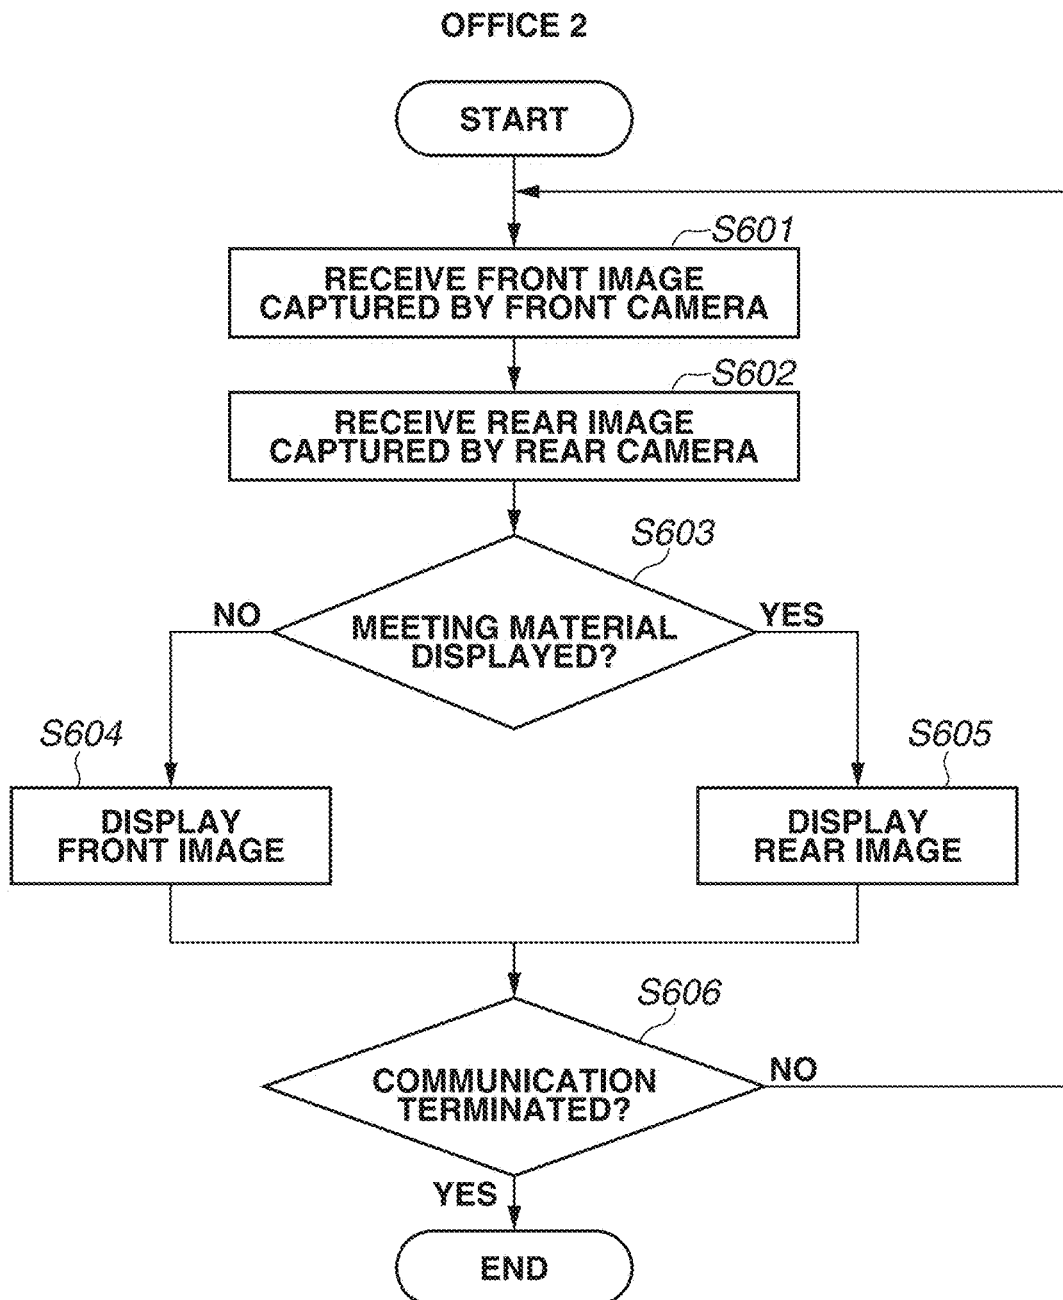 OFFICE 2
START
S601
RECEIVE FRONT IMAGE
CAPTURED BY FRONT CAMERA
S602
RECEIVE REAR IMAGE
CAPTURED BY REAR CAMERA
S603
NO
YES
MEETING MATERIAL
DISPLAYED?
S604
S605
DISPLAY
FRONT IMAGE
DISPLAY
REAR IMAGE
S606
COMMUNICATION
TERMINATED?
NO
YES
END